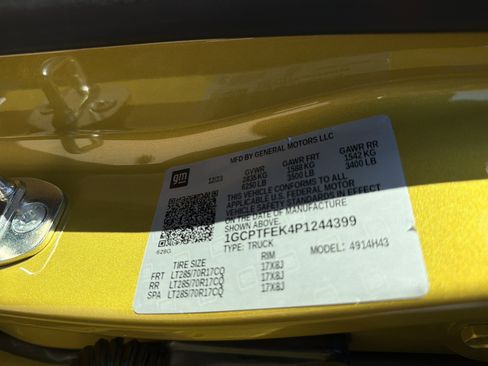 MFD BY GENERAL MOTORS LLC
gm
12/23 GVWR GAWR FRT GAWR RR
2835 KG 1588 KG 1542 KG
6250 LB 3500 LB 3400 LB
THIS VEHICLE CONFORMS TO ALL
APPLICABLE U.S. FEDERAL MOTOR
VEHICLE SAFETY STANDARDS IN EFFECT
ON THE DATE OF MANUFACTURE
SHOWN ABOVE.
1GCPTFEK4P1244399
TYPE: TRUCK MODEL: 4914H43
TIRE SIZE RIM
FRT LT285/70R17CQ 17X8J
RR LT285/70R17CQ 17X8J
SPA LT285/70R17CQ 17X8J